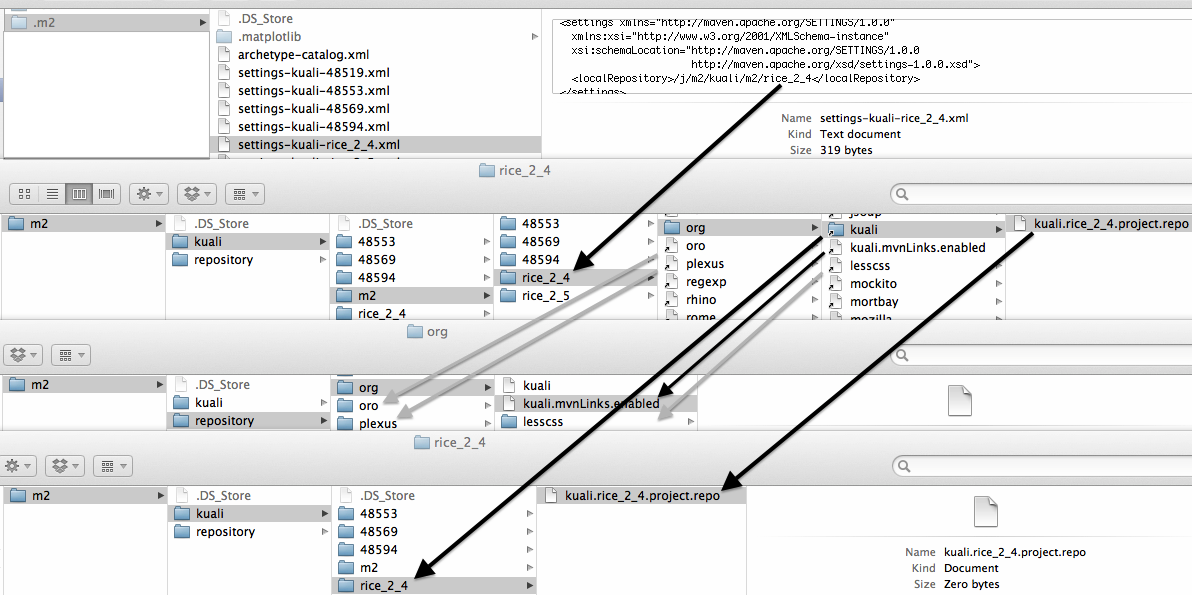 .m2
.DS_Store
.matplotlib
archetype-catalog.xml
settings-kuali-48519.xml
settings-kuali-48553.xml
settings-kuali-48569.xml
settings-kuali-48594.xml
settings-kuali-rice_2_4.xml
<settings xmlns="http://maven.apache.org/SETTINGS/1.0.0"
xmlns:xsi="http://www.w3.org/2001/XMLSchema-instance"
xsi:schemaLocation="http://maven.apache.org/SETTINGS/1.0.0
http://maven.apache.org/xsd/settings-1.0.0.xsd">
<localRepository>/j/m2/kuali/m2/rice_2_4</localRepository>
</settings>
Name settings-kuali-rice_2_4.xml
Kind Text document
Size 319 bytes
rice_2_4
m2
.DS_Store
kuali
repository
.DS_Store
48553
48569
48594
m2
rice_2_4
48553
48569
48594
rice_2_4
rice_2_5
org
oro
plexus
regexp
rhino
rome
jsoup
kuali
kuali.mvnLinks.enabled
lesscss
mockito
mortbay
mozilla
kuali.rice_2_4.project.repo
org
m2
.DS_Store
kuali
repository
org
oro
plexus
kuali
kuali.mvnLinks.enabled
lesscss
rice_2_4
m2
.DS_Store
kuali
repository
.DS_Store
48553
48569
48594
m2
rice_2_4
kuali.rice_2_4.project.repo
Name kuali.rice_2_4.project.repo
Kind Document
Size Zero bytes